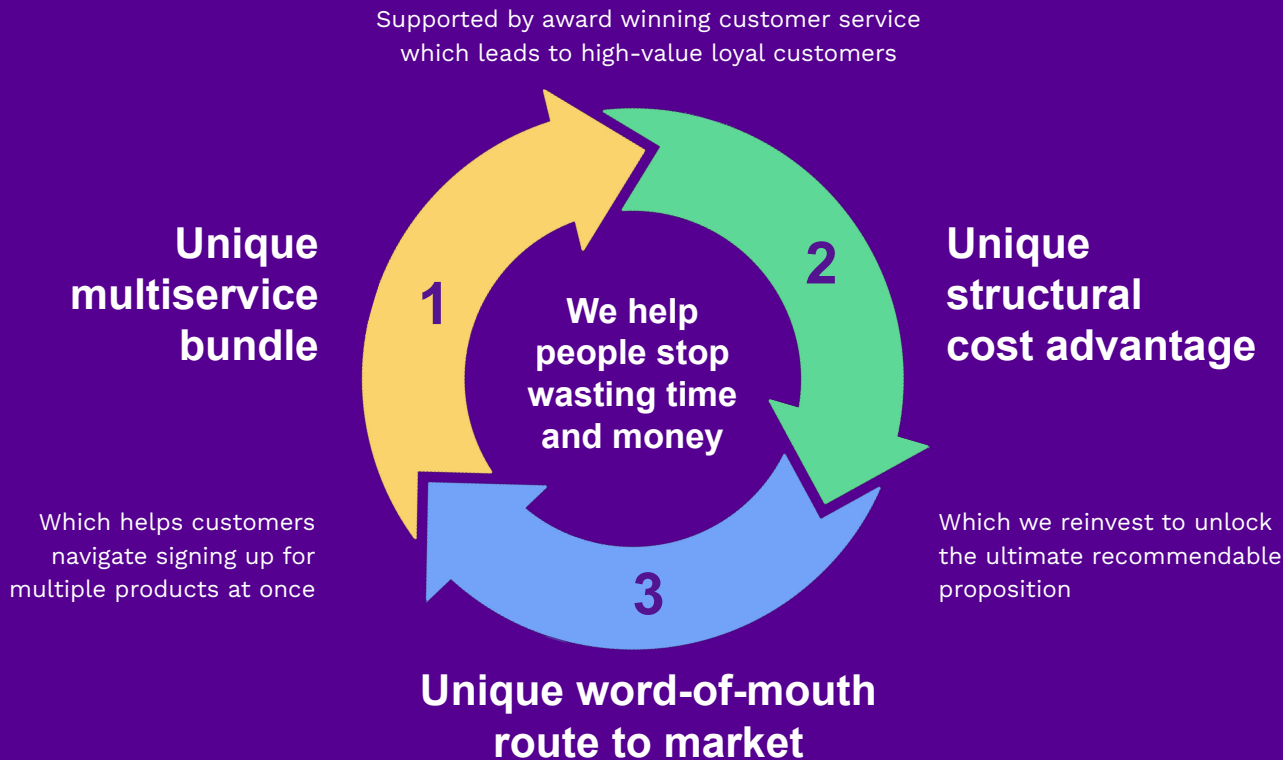 Supported by award winning customer service
which leads to high-value loyal customers
Unique
multiservice
bundle
1
2
Unique
structural
cost advantage
We help
people stop
wasting time
and money
Which helps customers
navigate signing up for
multiple products at once
Which we reinvest to unlock
the ultimate recommendable
proposition
3
Unique word-of-mouth
route to market